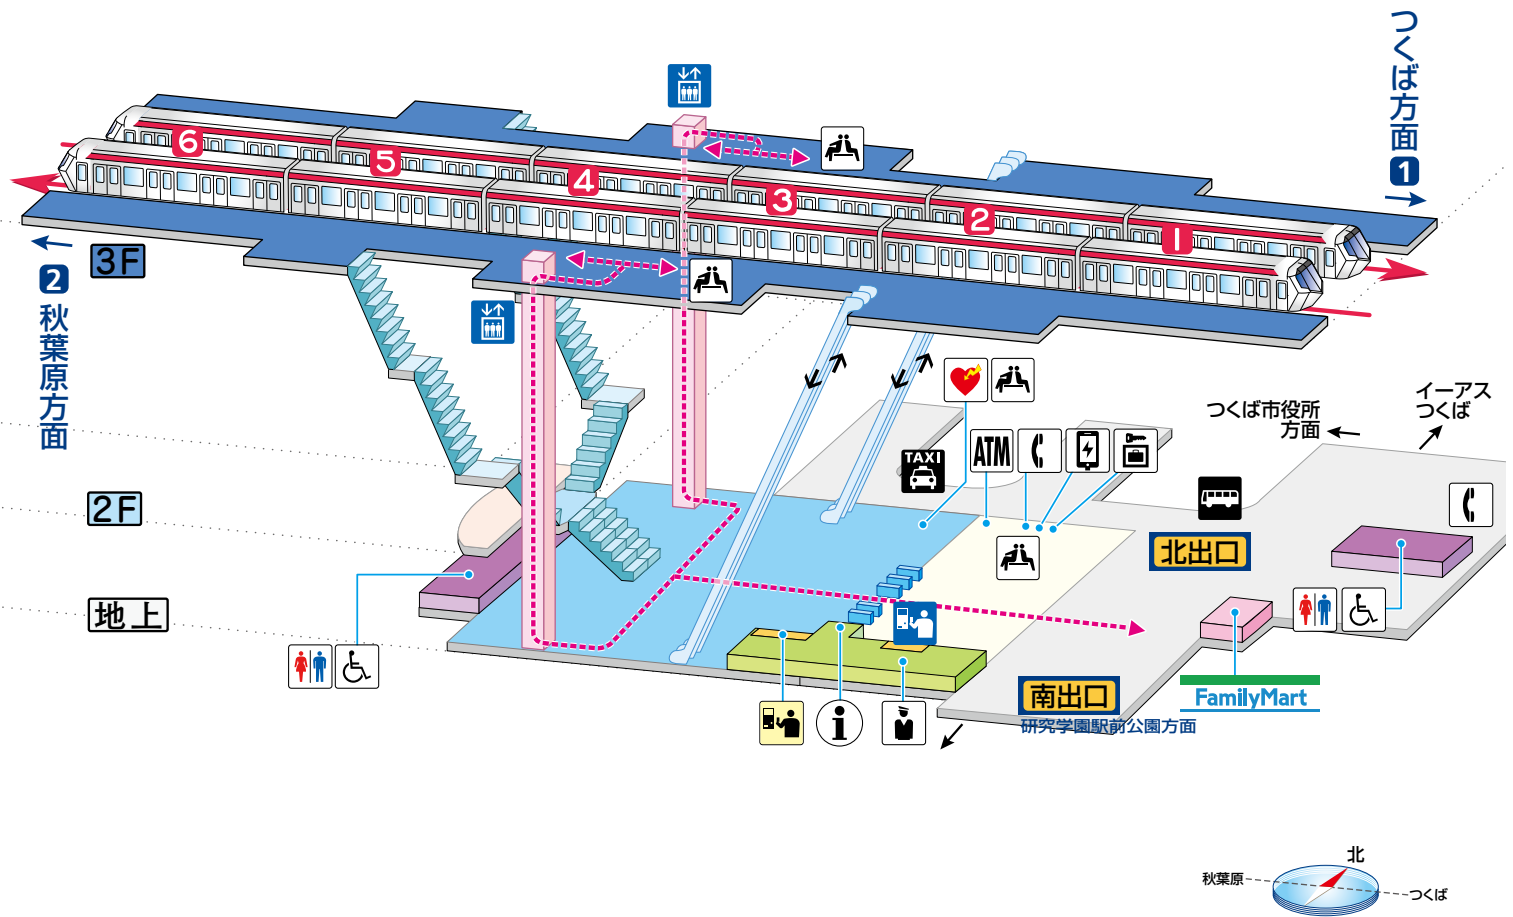 つくば方面
1
6
5
4
3
2
1
3F
2
秋葉原方面
2F
地上
イーアス
つくば
つくば市役所
方面
TAXI
ATM
北出口
南出口
研究学園駅前公園方面
FamilyMart
i
北
秋葉原
つくば